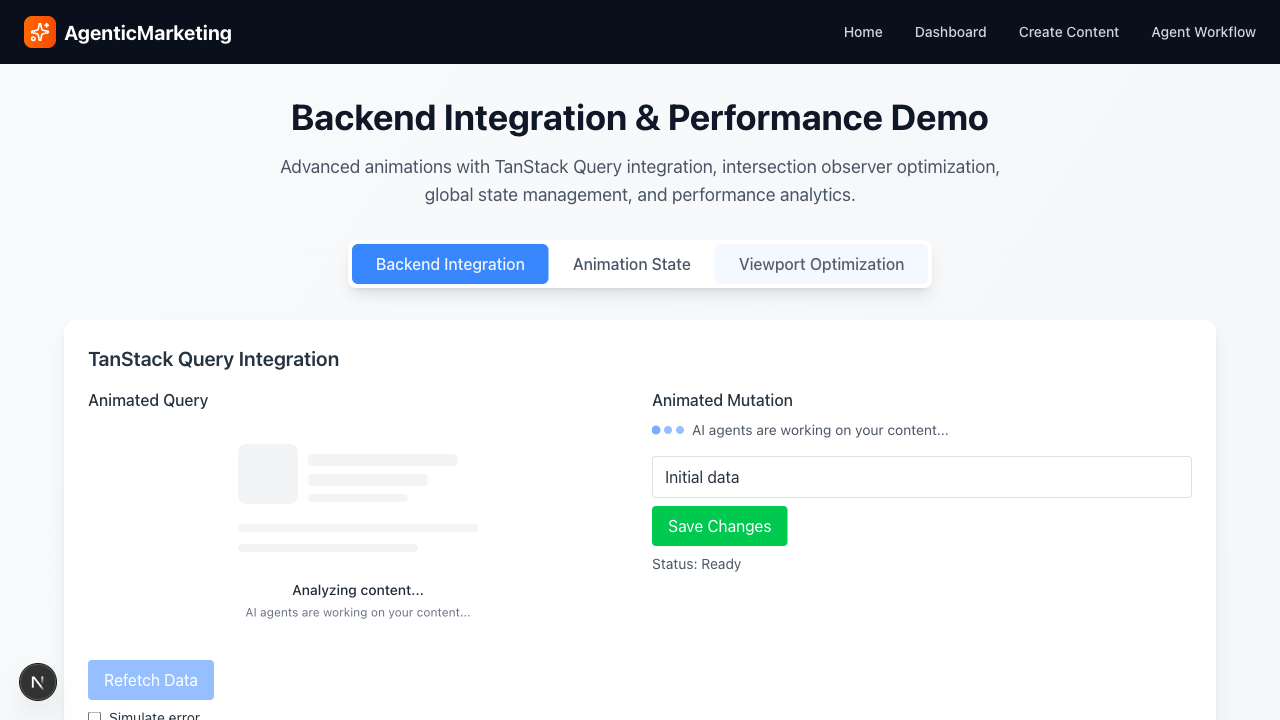 AgenticMarketing
Home
Dashboard
Create Content
Agent Workflow
Backend Integration & Performance Demo
Advanced animations with TanStack Query integration, intersection observer optimization,
global state management, and performance analytics.
Backend Integration
Animation State
Viewport Optimization
TanStack Query Integration
Animated Query
Analyzing content...
AI agents are working on your content...
Refetch Data
Simulate error
Animated Mutation
AI agents are working on your content...
Initial data
Save Changes
Status: Ready
N